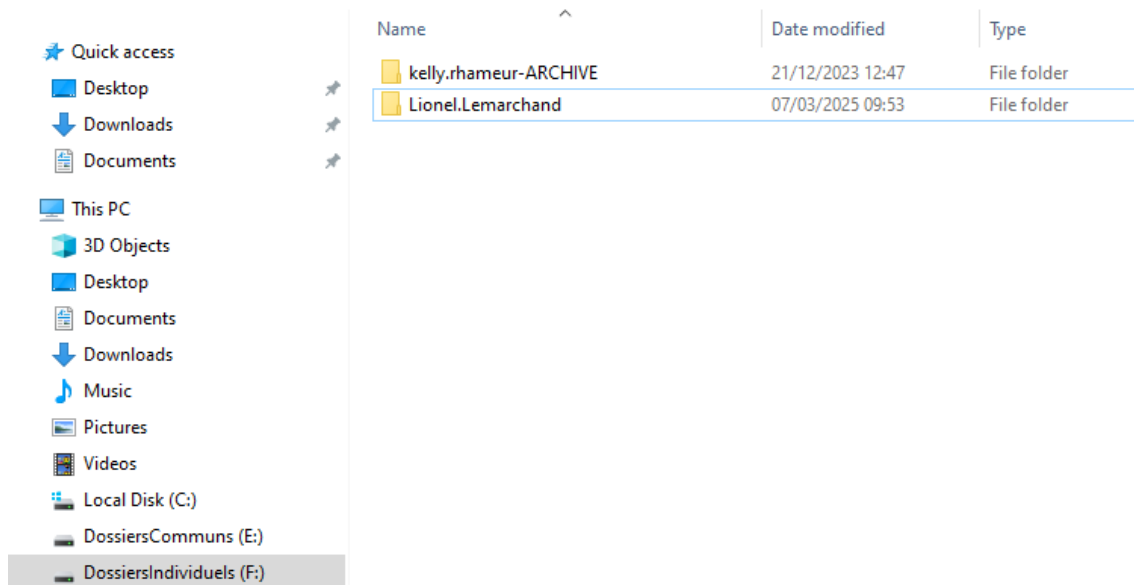 Quick access
Desktop
Downloads
Documents
This PC
3D Objects
Desktop
Documents
Downloads
Music
Pictures
Videos
Local Disk (C:)
DossiersCommuns (E:)
DossiersIndividuels (F:)
Name Date modified Type
kelly.rhameur-ARCHIVE 21/12/2023 12:47 File folder
Lionel.Lemarchand 07/03/2025 09:53 File folder